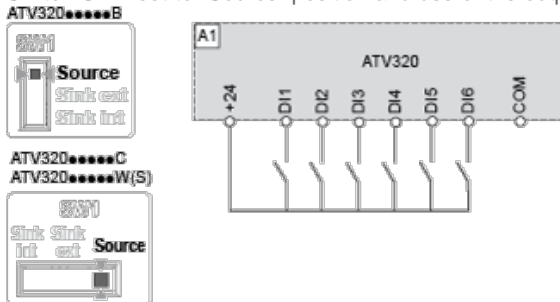 ATV320●●●●●B
SW1
Source
Sink ext
Sink int
A1
ATV320
+24
DI1
DI2
DI3
DI4
DI5
DI6
COM
ATV320●●●●●C
ATV320●●●●●W(S)
SW1
Sink int
Sink ext
Source